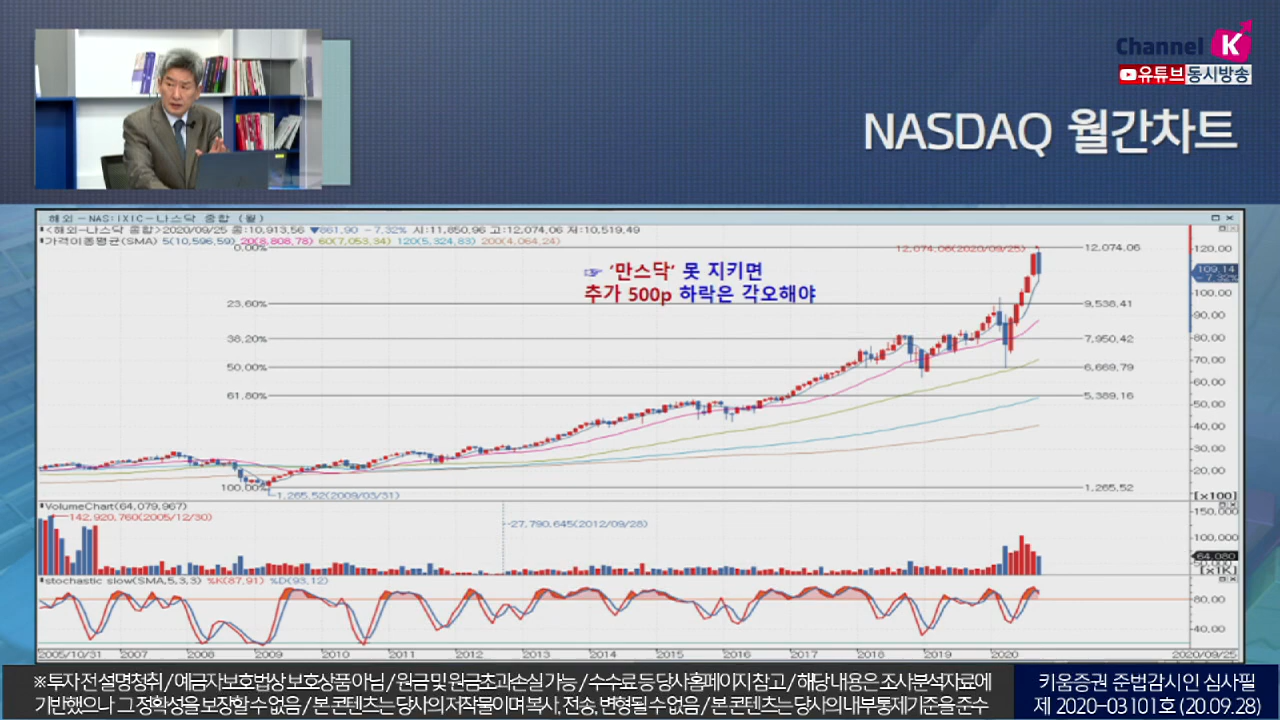 Channel K
유튜브 동시방송
NASDAQ 월간차트
해외-NAS:IXIC-나스닥 종합 (월)
<해외-나스닥 종합>2020/09/25 종:10,913,56 ▼861,90 -7,32% 시:11,850,96 고:12,074,06 저:10,519,49
가격이동평균(SMA) 5(10,596,59) 20(8,808,78) 60(7,053,34) 120(5,324,83) 200(4,064,24)
0,00% 12,074,06(2020/09/25) 12,074,06 120,00
☞ '만스닥' 못 지키면
109,14
-7,32%
추가 500p 하락은 각오해야
100,00
23,60% 9,538,41
90,00
38,20% 7,950,42 80,00
70,00
50,00% 6,669,79
60,00
61,80% 5,389,16
50,00
40,00
30,00
20,00
100,00% 1,265,52
1,265,52(2009/03/31) [×100]
VolumeChart(64,079,967)
142,920,760(2005/12/30) 150,000
27,790,645(2012/09/28)
100,000
64,080
50,000
[×1K]
stochastic slow(SMA,5,3,3) %K(87,91) %D(93,12)
80,00
40,00
2005/10/31 2007 2008 2009 2010 2011 2012 2013 2014 2015 2016 2017 2018 2019 2020 2020/09/25
※ 투자 전 설명청취 / 예금자보호법상 보호상품 아님 / 원금 및 원금초과손실 가능 / 수수료 등 당사홈페이지 참고 / 해당 내용은 조사분석자료에
기반했으나 그 정확성을 보장할 수 없음 / 본 콘텐츠는 당사의 저작물이며 복사, 전송, 변형될 수 없음 / 본 콘텐츠는 당사의 내부통제기준을 준수
키움증권 준법감시인 심사필
제 2020-03101호 (20.09.28)